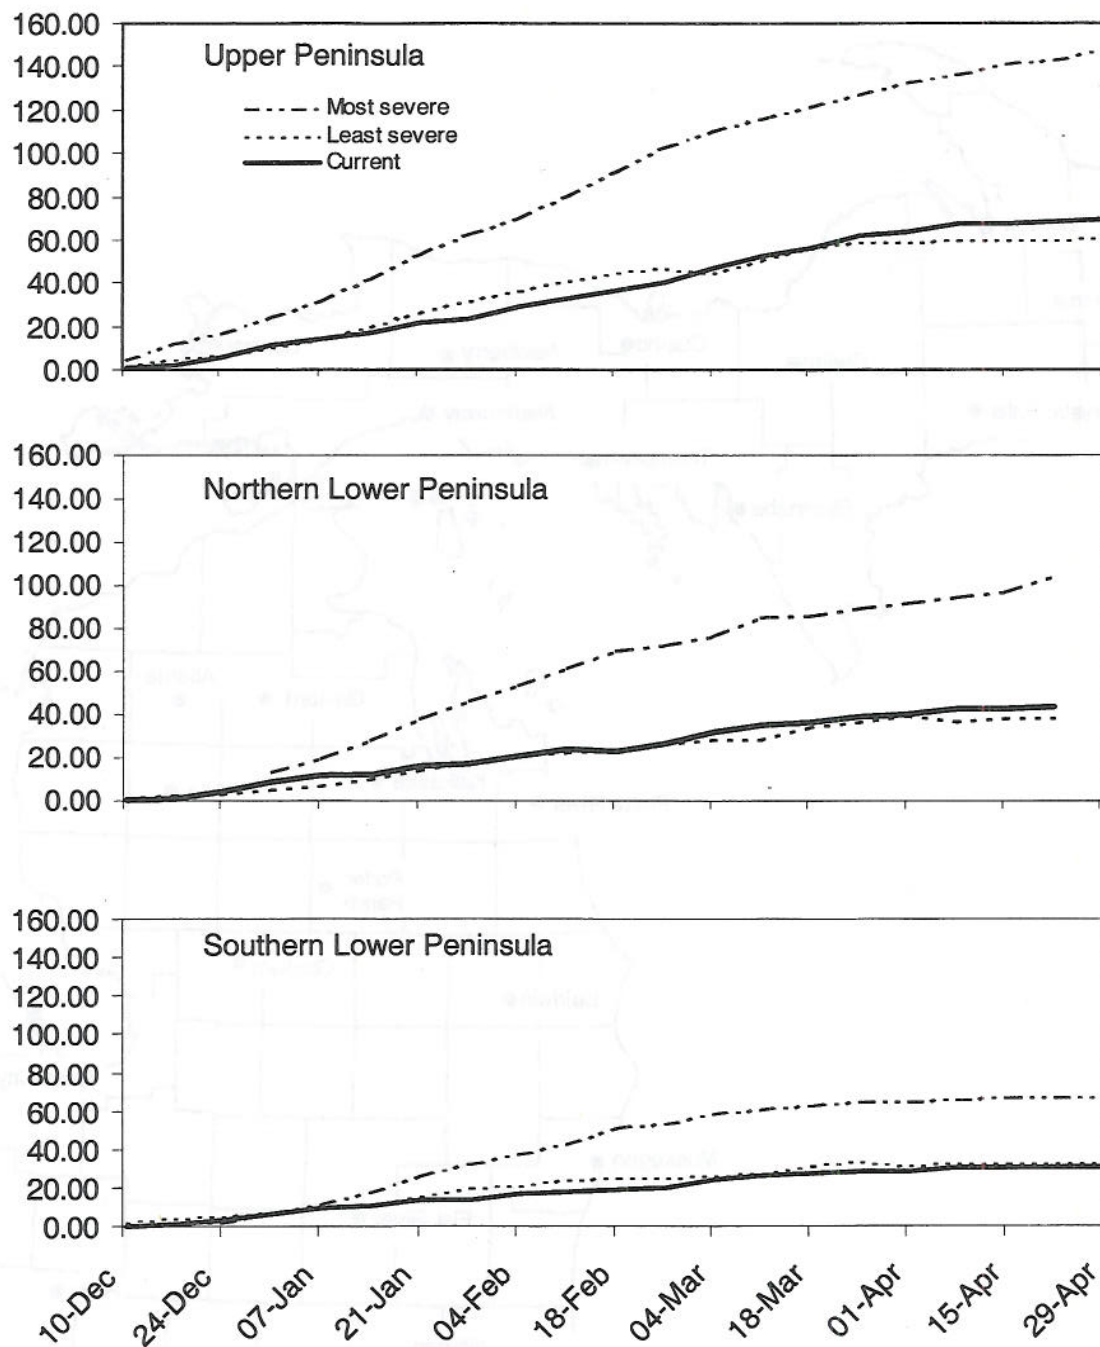 160.00
Upper Peninsula
140.00
120.00
Most severe
Least severe
100.00
Current
80.00
60.00
40.00
20.00
0.00
160.00
Northern Lower Peninsula
140.00
120.00
100.00
80.00
60.00
40.00
20.00
0.00
160.00
Southern Lower Peninsula
140.00
120.00
100.00
80.00
60.00
40.00
20.00
0.00
10-Dec
24-Dec
07-Jan
21-Jan
04-Feb
18-Feb
04-Mar
18-Mar
01-Apr
15-Apr
29-Apr